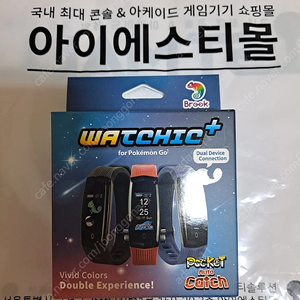 국내 최대 콘솔 & 아케이드 게임기기 쇼핑몰
아이에스티몰
Brook
WATCHIC+
for Pokémon Go
Dual Device
Connection
12
25
Vivid Colors
Double Experience!
POCKET
Auto
Catch